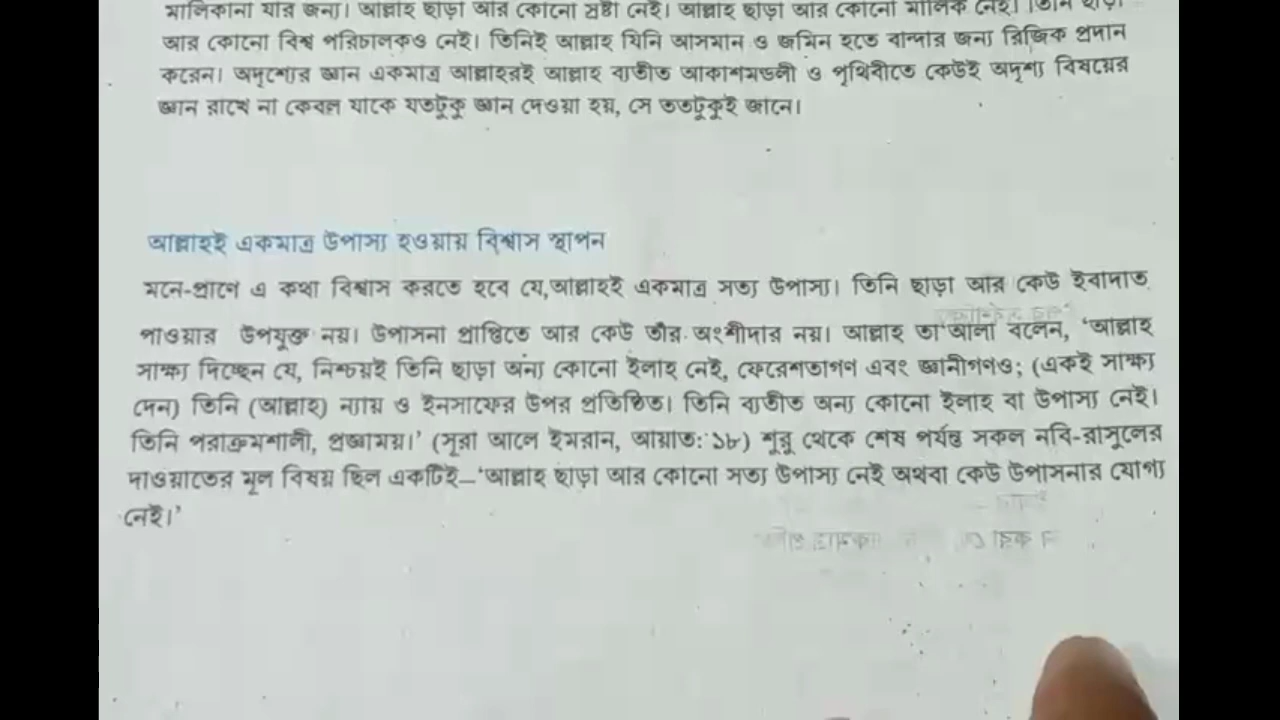 মালিকানা যার জন্য। আল্লাহ ছাড়া আর কোনো স্রষ্টা নেই। আল্লাহ ছাড়া আর কোনো মালিক নেই। তিনি ছাড়া
আর কোনো বিশ্ব পরিচালকও নেই। তিনিই আল্লাহ যিনি আসমান ও জমিন হতে বান্দার জন্য রিজিক প্রদান
করেন। অদৃশ্যের জ্ঞান একমাত্র আল্লাহরই আল্লাহ ব্যতীত আকাশমন্ডলী ও পৃথিবীতে কেউই অদৃশ্য বিষয়ের
জ্ঞান রাখে না কেবল যাকে যতটুকু জ্ঞান দেওয়া হয়, সে ততটুকুই জানে।
আল্লাহই একমাত্র উপাস্য হওয়ায় বিশ্বাস স্থাপন
মনে-প্রাণে এ কথা বিশ্বাস করতে হবে যে,আল্লাহই একমাত্র সত্য উপাস্য। তিনি ছাড়া আর কেউ ইবাদাত
পাওয়ার উপযুক্ত নয়। উপাসনা প্রাপ্তিতে আর কেউ তাঁর অংশীদার নয়। আল্লাহ তা'আলা বলেন, ‘আল্লাহ
সাক্ষ্য দিচ্ছেন যে, নিশ্চয়ই তিনি ছাড়া অন্য কোনো ইলাহ নেই, ফেরেশতাগণ এবং জ্ঞানীগণও; (একই সাক্ষ্য
দেন) তিনি (আল্লাহ) ন্যায় ও ইনসাফের উপর প্রতিষ্ঠিত। তিনি ব্যতীত অন্য কোনো ইলাহ বা উপাস্য নেই।
তিনি পরাক্রমশালী, প্রজ্ঞাময়।’ (সূরা আলে ইমরান, আয়াত: ১৮) শুরু থেকে শেষ পর্যন্ত সকল নবি-রাসুলের
দাওয়াতের মূল বিষয় ছিল একটিই–‘আল্লাহ ছাড়া আর কোনো সত্য উপাস্য নেই অথবা কেউ উপাসনার যোগ্য
নেই।’